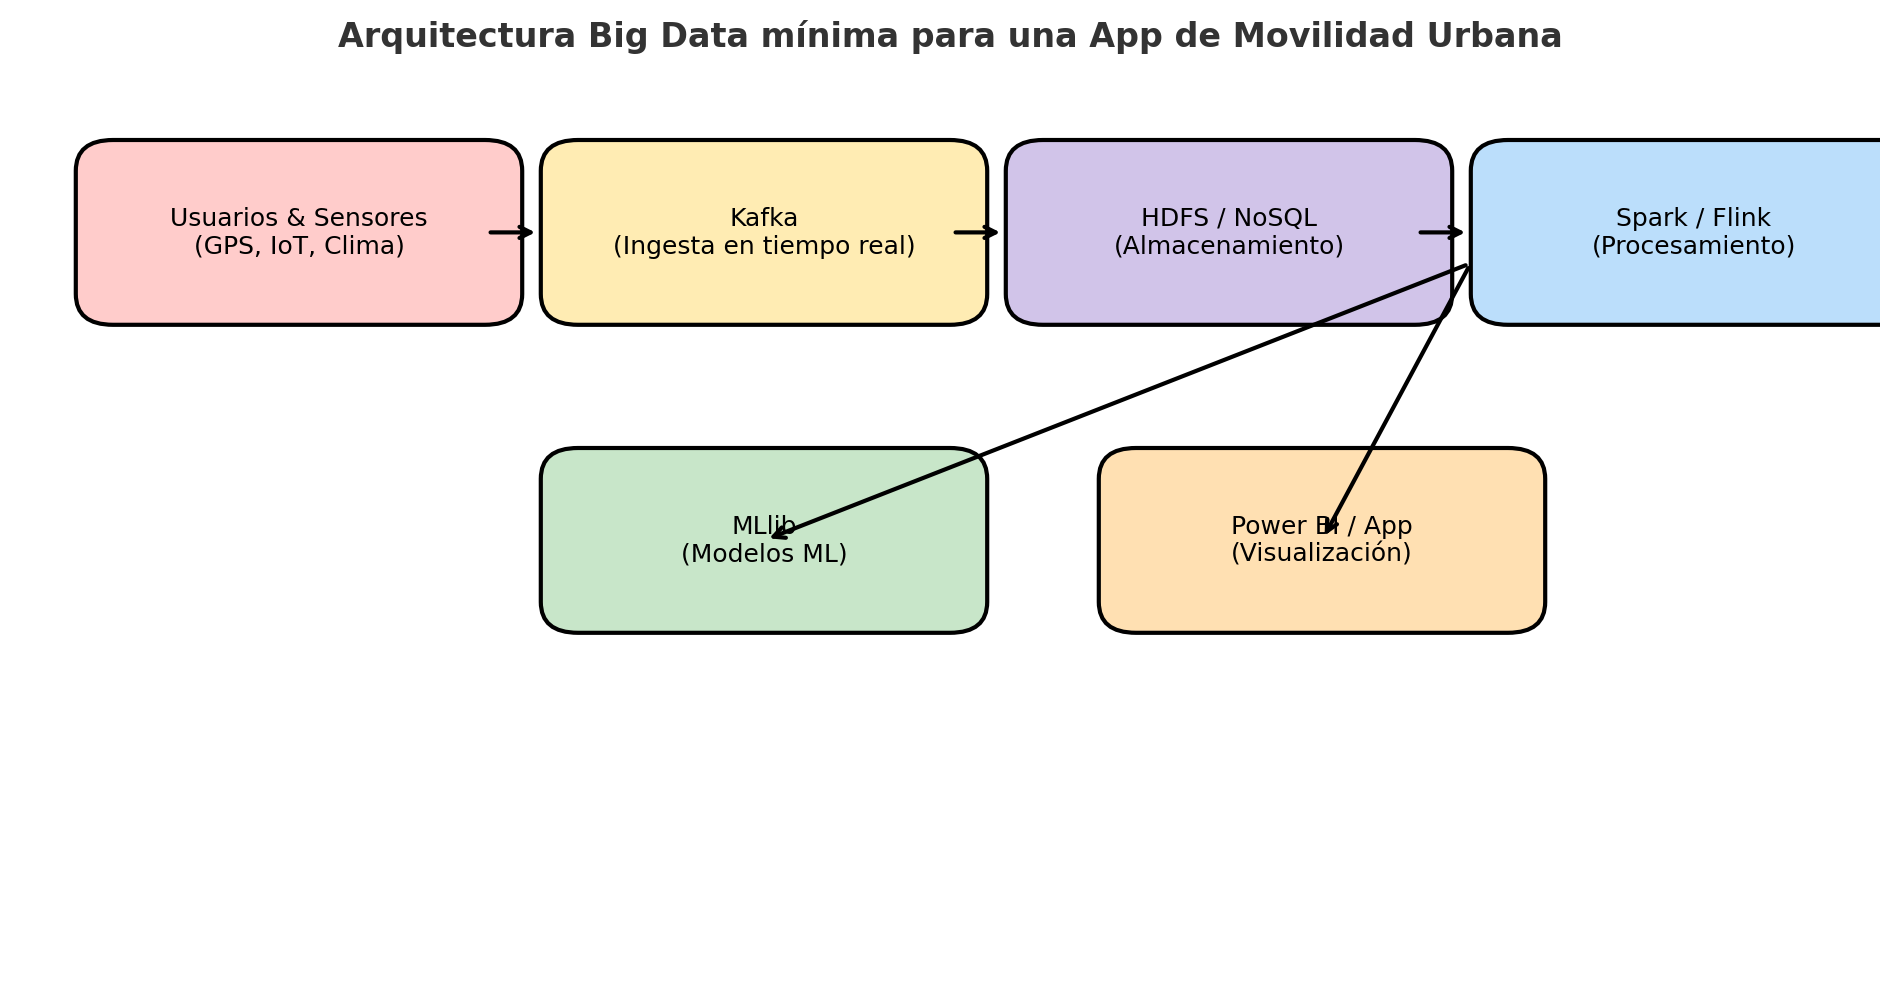 Arquitectura Big Data mínima para una App de Movilidad Urbana
Usuarios & Sensores
(GPS, IoT, Clima)
Kafka
(Ingesta en tiempo real)
HDFS / NoSQL
(Almacenamiento)
Spark / Flink
(Procesamiento)
MLlib
(Modelos ML)
Power BI / App
(Visualización)